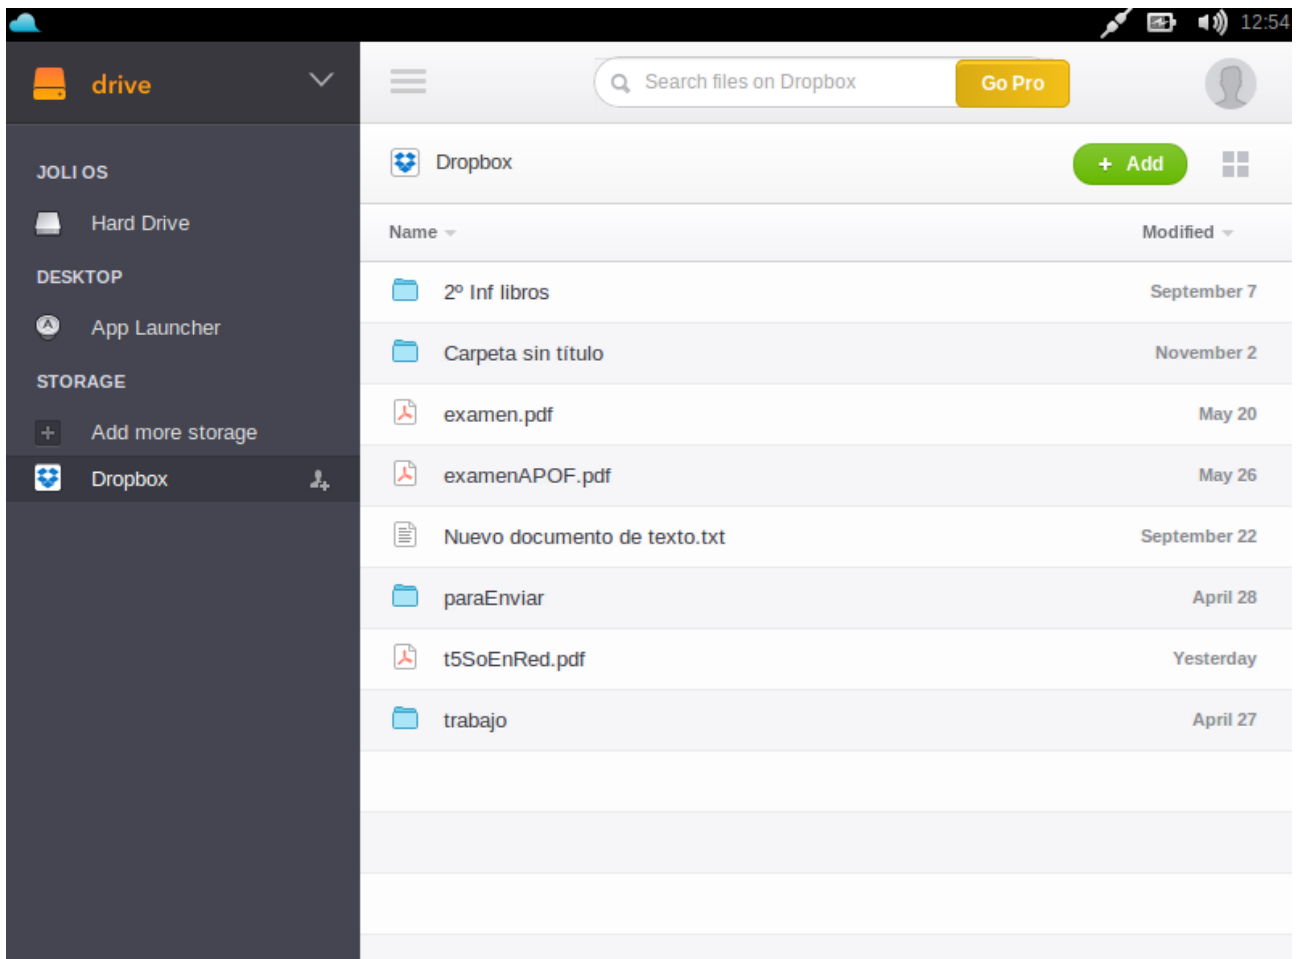 12:54
drive
Search files on Dropbox
Go Pro
JOLI OS
Hard Drive
DESKTOP
App Launcher
STORAGE
Add more storage
Dropbox
Dropbox
+ Add
Name
Modified
2º Inf libros
September 7
Carpeta sin título
November 2
examen.pdf
May 20
examenAPOF.pdf
May 26
Nuevo documento de texto.txt
September 22
paraEnviar
April 28
t5SoEnRed.pdf
Yesterday
trabajo
April 27